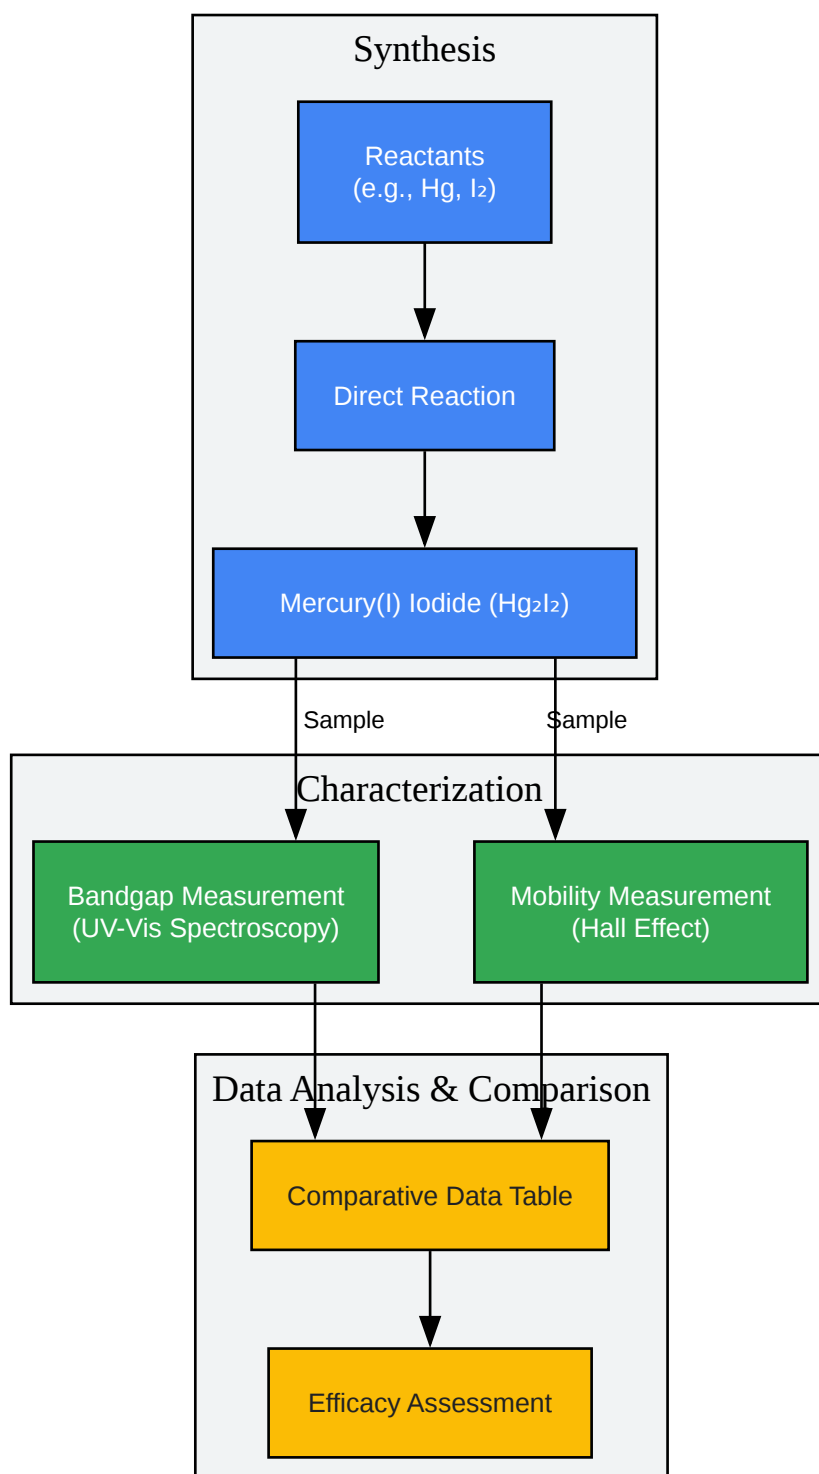 Synthesis
Reactants
(e.g., Hg, I₂)
Direct Reaction
Mercury(I) Iodide (Hg₂I₂)
Sample
Sample
Characterization
Bandgap Measurement
(UV-Vis Spectroscopy)
Mobility Measurement
(Hall Effect)
Data Analysis & Comparison
Comparative Data Table
Efficacy Assessment